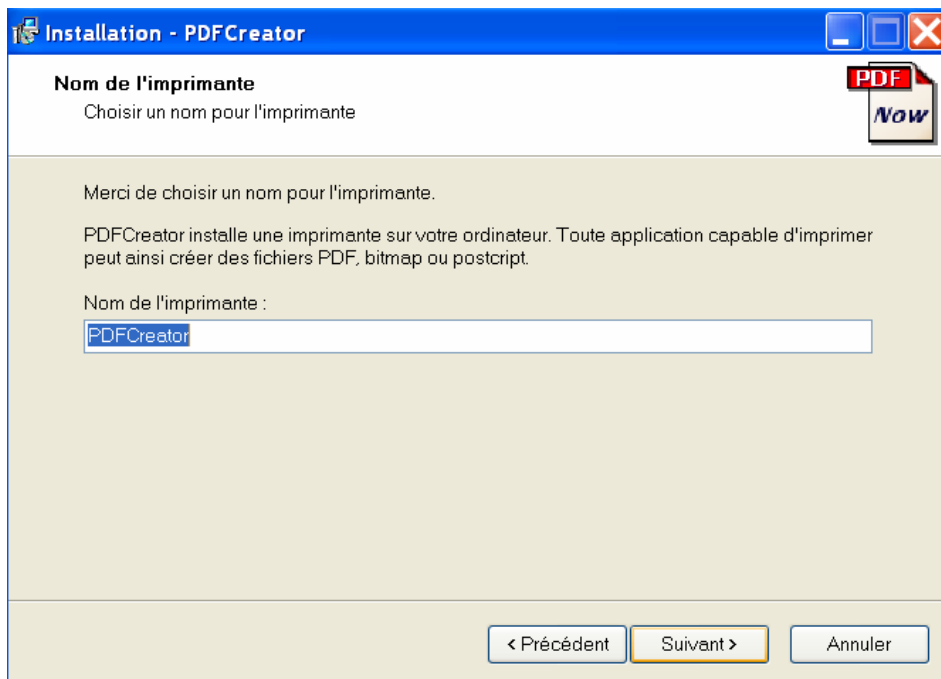 Installation - PDFCreator
Nom de l'imprimante
Choisir un nom pour l'imprimante
PDF
Now
Merci de choisir un nom pour l'imprimante.
PDFCreator installe une imprimante sur votre ordinateur. Toute application capable d'imprimer
peut ainsi créer des fichiers PDF, bitmap ou postcript.
Nom de l'imprimante :
PDFCreator
< Précédent
Suivant >
Annuler